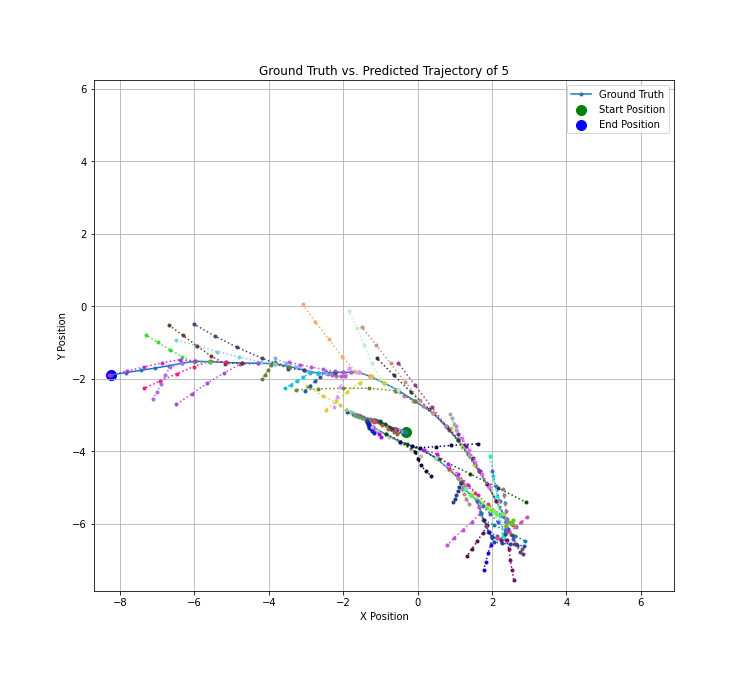 Ground Truth vs. Predicted Trajectory of 5
Ground Truth
Start Position
End Position
6
4
2
0
−2
−4
−6
Y Position
−8 −6 −4 −2 0 2 4 6
X Position